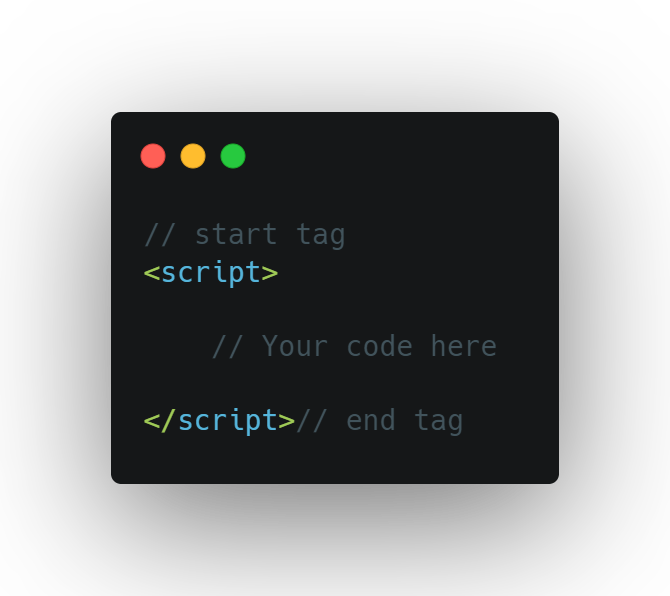 // start tag
<script>
// Your code here
</script>// end tag